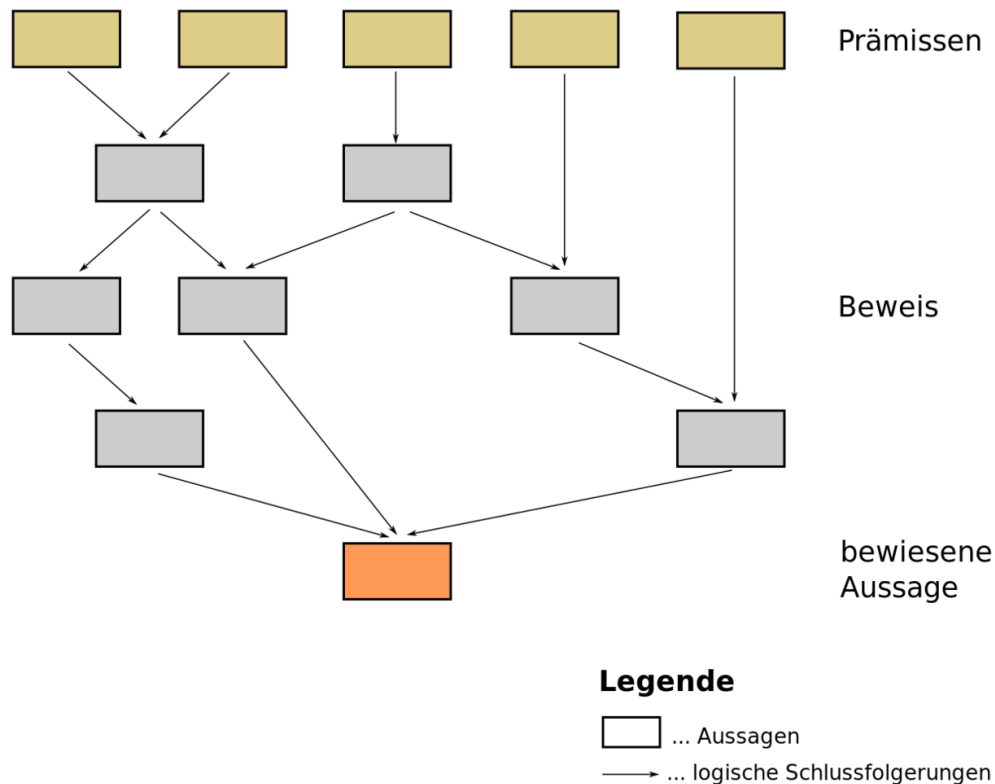 Prämissen
Beweis
bewiesene
Aussage
Legende
... Aussagen
... logische Schlussfolgerungen